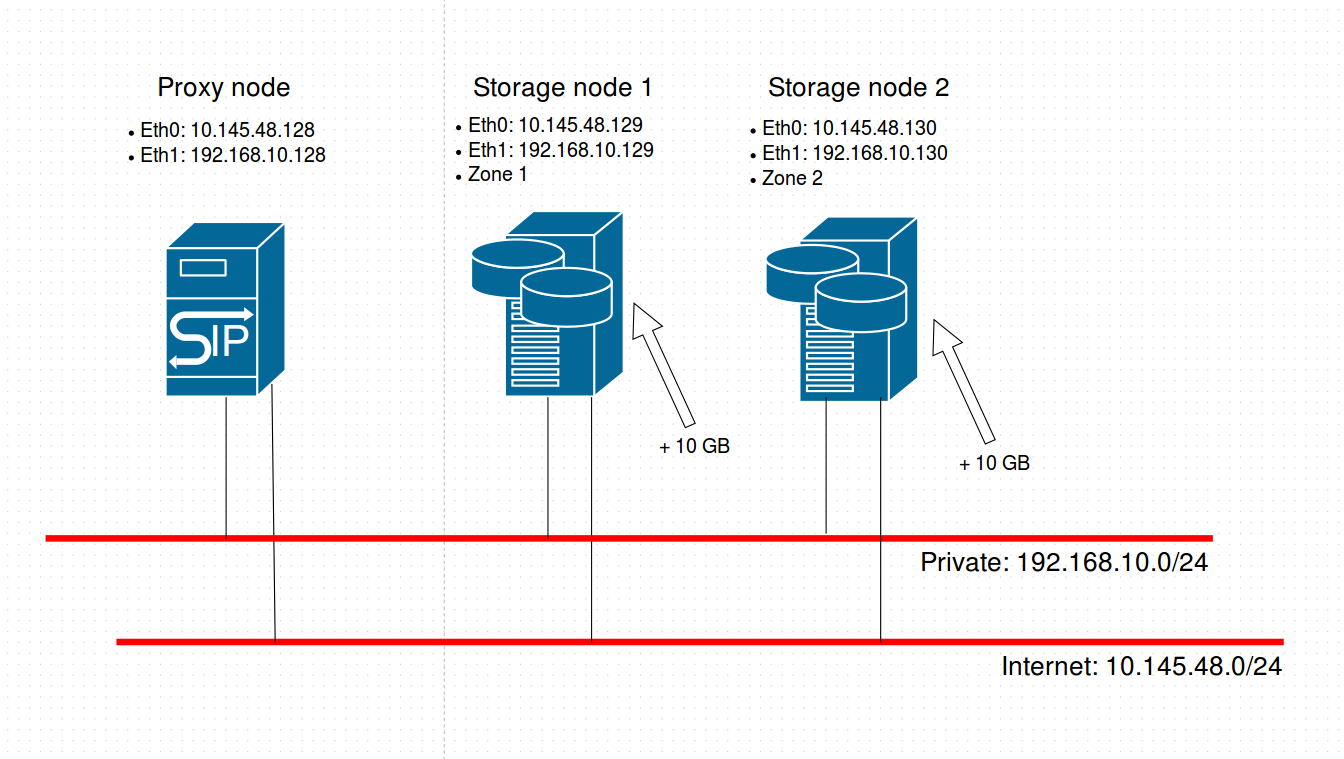 Proxy node
• Eth0: 10.145.48.128
• Eth1: 192.168.10.128
Storage node 1
• Eth0: 10.145.48.129
• Eth1: 192.168.10.129
• Zone 1
Storage node 2
• Eth0: 10.145.48.130
• Eth1: 192.168.10.130
• Zone 2
SIP
+ 10 GB
+ 10 GB
Private: 192.168.10.0/24
Internet: 10.145.48.0/24